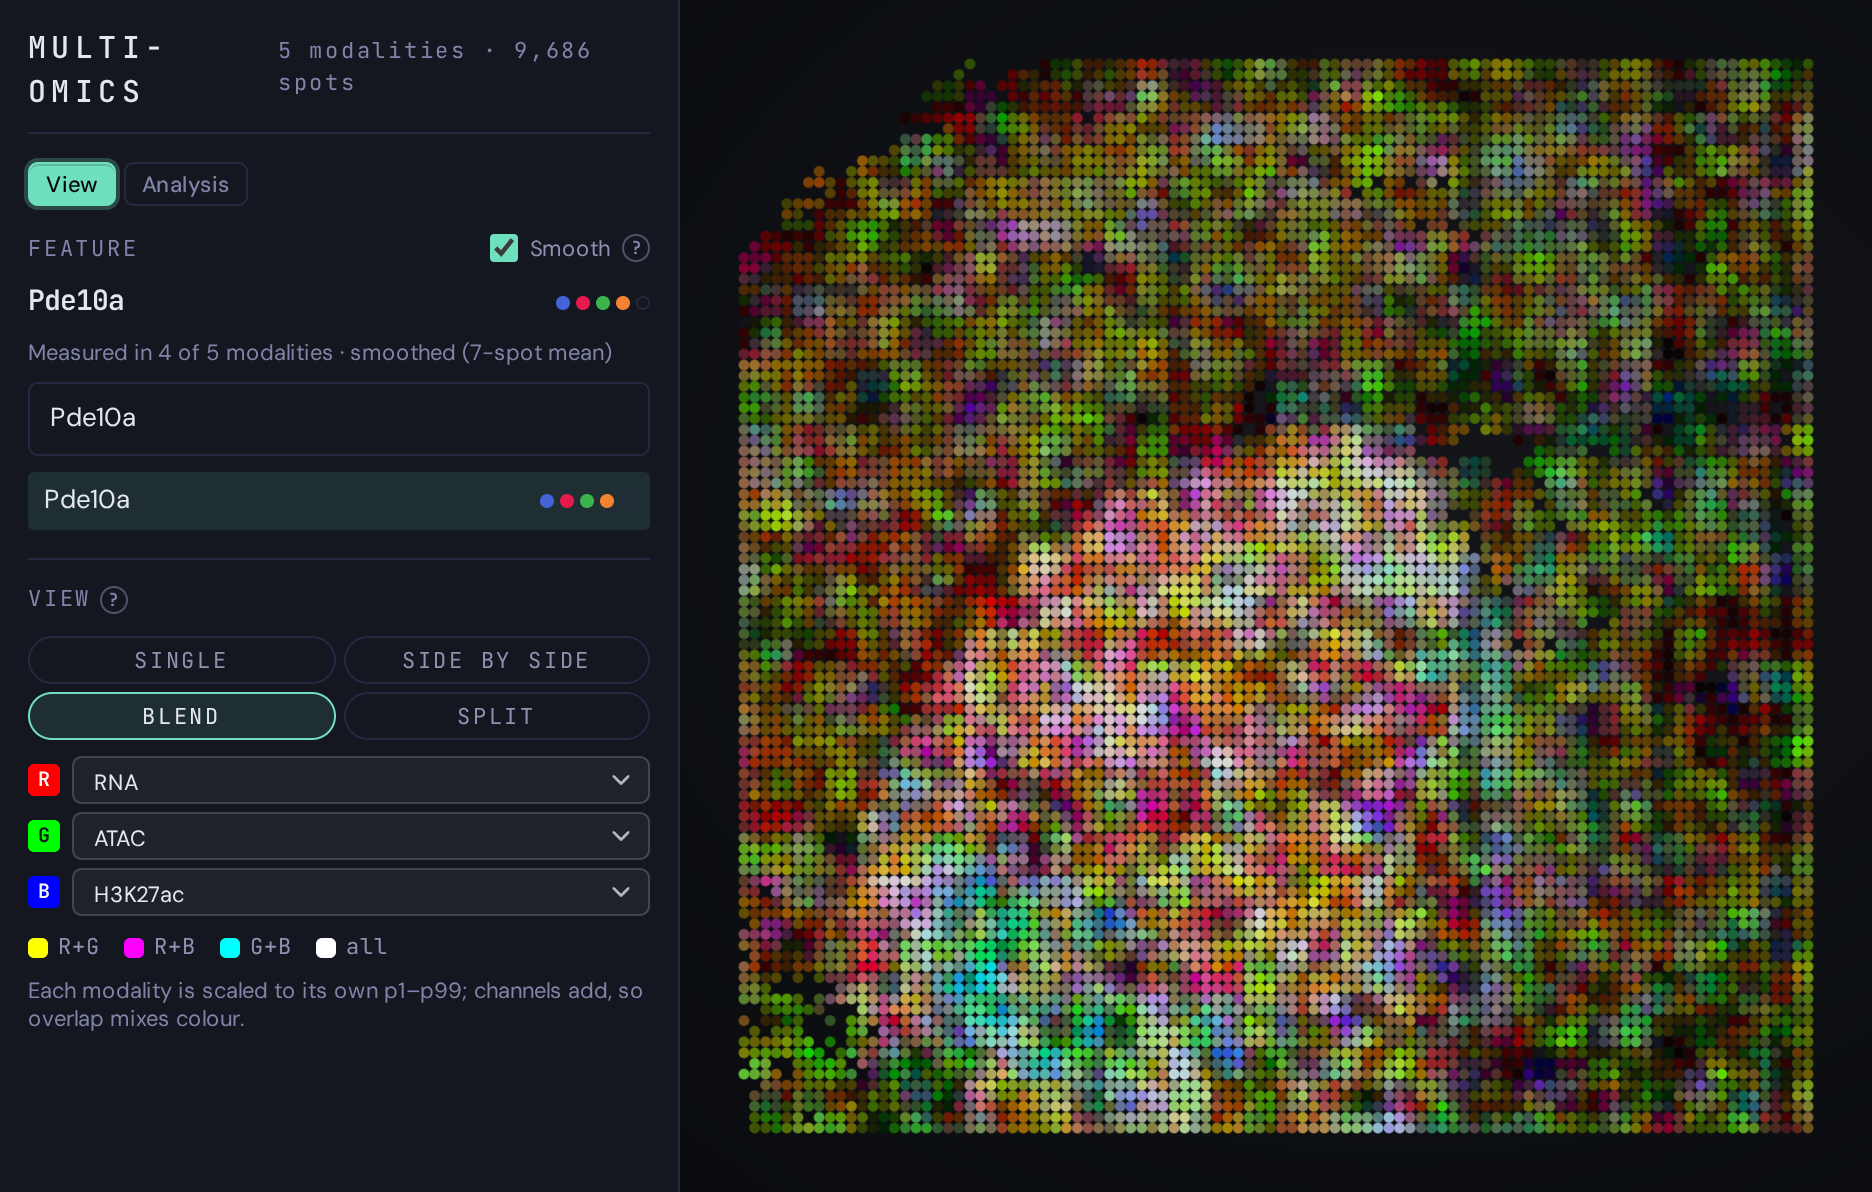 MULTI-
OMICS
5 modalities · 9,686
spots
View
Analysis
FEATURE
Smooth
?
Pde10a
Measured in 4 of 5 modalities · smoothed (7-spot mean)
Pde10a
Pde10a
VIEW
?
SINGLE
SIDE BY SIDE
BLEND
SPLIT
R
RNA
G
ATAC
B
H3K27ac
R+G
R+B
G+B
all
Each modality is scaled to its own p1–p99; channels add, so
overlap mixes colour.